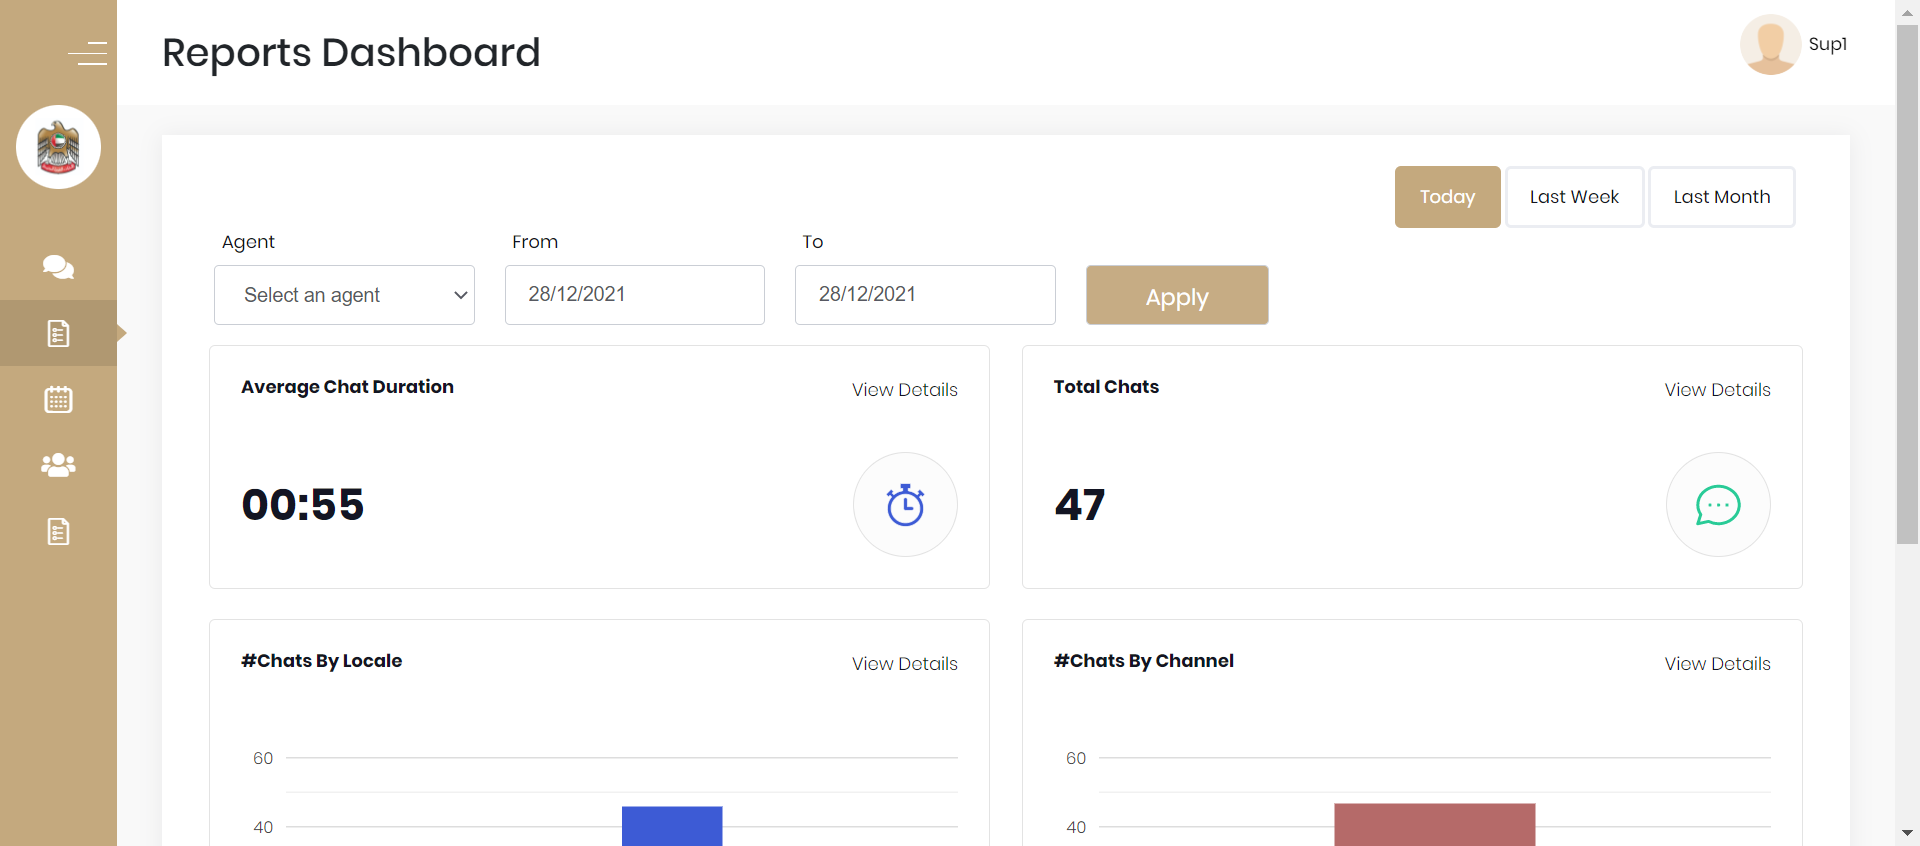 Reports Dashboard
Sup1
Today
Last Week
Last Month
Agent
From
To
Select an agent
28/12/2021
28/12/2021
Apply
Average Chat Duration
View Details
00:55
Total Chats
View Details
47
#Chats By Locale
View Details
60
40
#Chats By Channel
View Details
60
40